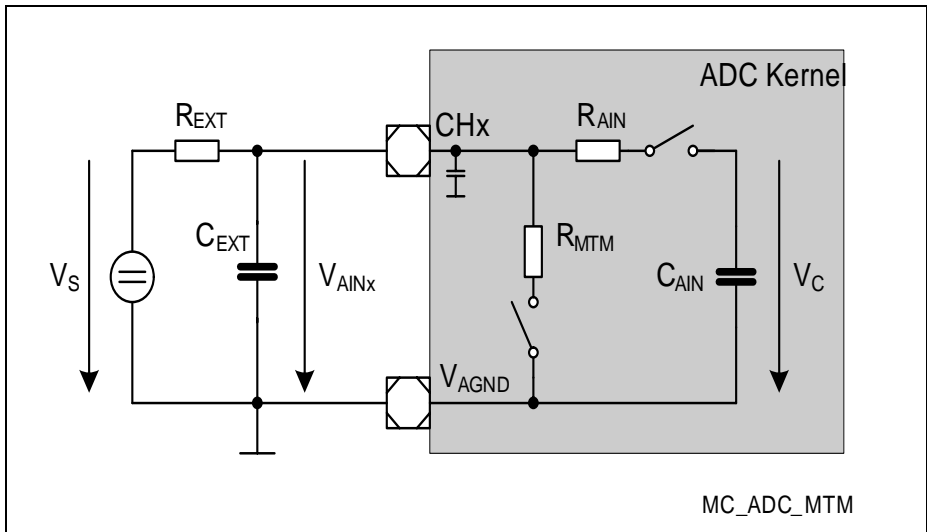 ADC Kernel
REXT
CHx
RAIN
CEXT
RMTM
VS
VAINx
CAIN
VC
VAGND
MC_ADC_MTM